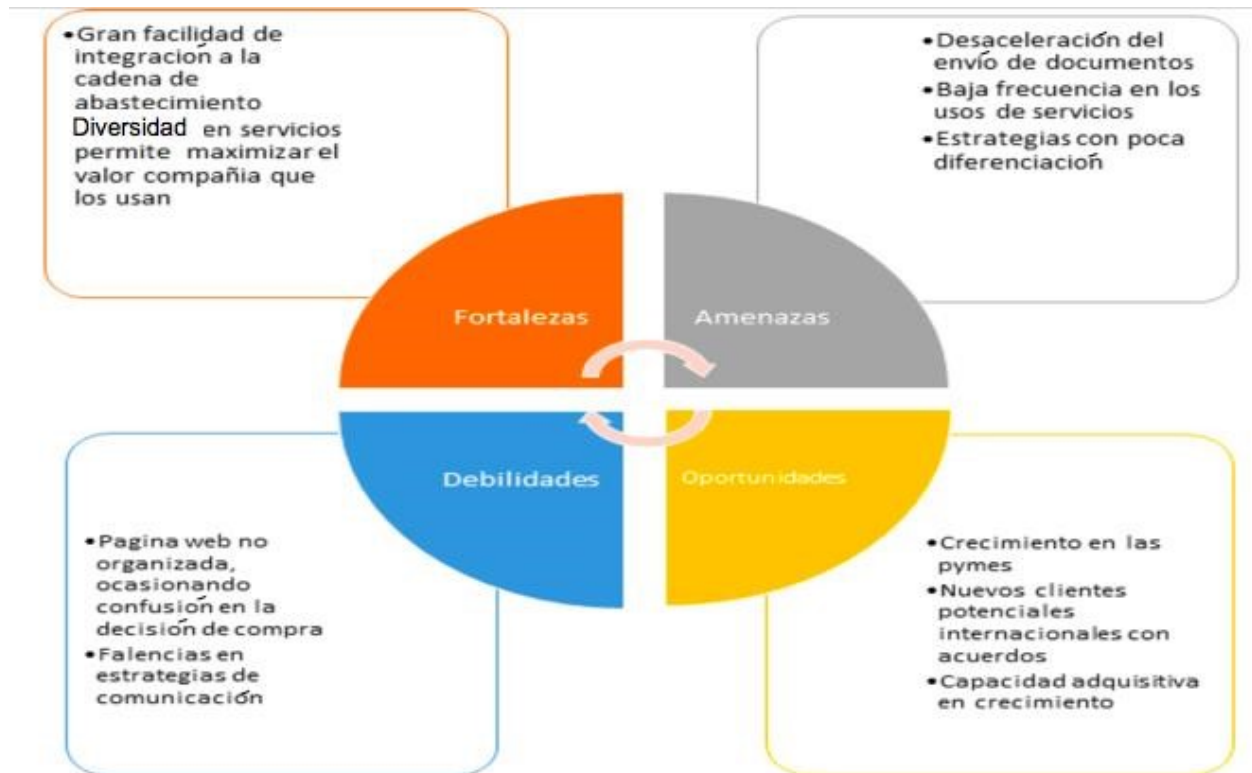 •Gran facilidad de
integración a la
cadena de
abastecimiento
Diversidad en servicios
permite maximizar el
valor compañia que
los usan
•Desaceleración del
envío de documentos
•Baja frecuencia en los
usos de servicios
•Estrategias con poca
diferenciación
Fortalezas
Amenazas
Debilidades
Oportunidades
•Pagina web no
organizada,
ocasionando
confusión en la
decisión de compra
•Falencias en
estrategias de
comunicación
•Crecimiento en las
pymes
•Nuevos clientes
potenciales
internacionales con
acuerdos
•Capacidad adquisitiva
en crecimiento